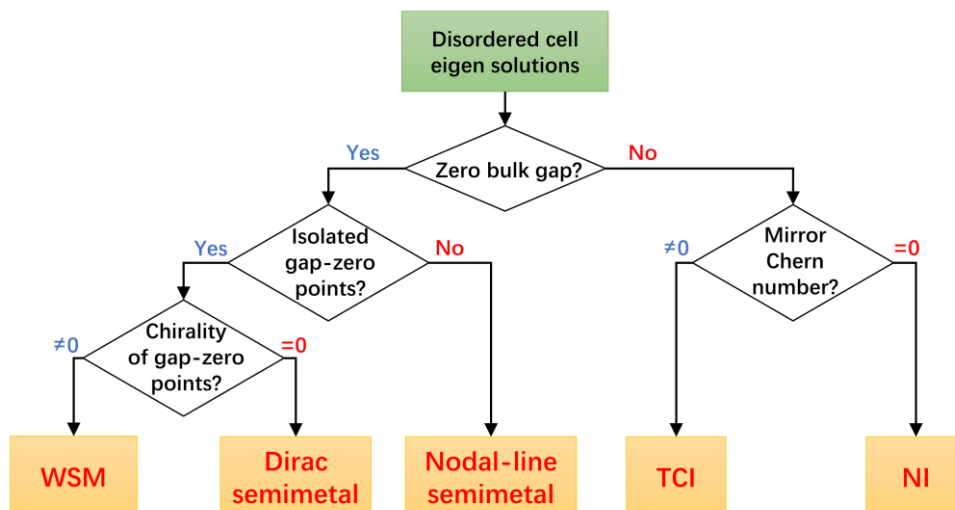 Disordered cell
eigen solutions
Yes
Zero bulk gap?
No
Yes
Isolated
gap-zero
points?
No
≠0
Mirror
Chern
number?
=0
≠0
Chirality
of gap-zero
points?
=0
WSM
Dirac
semimetal
Nodal-line
semimetal
TCI
NI